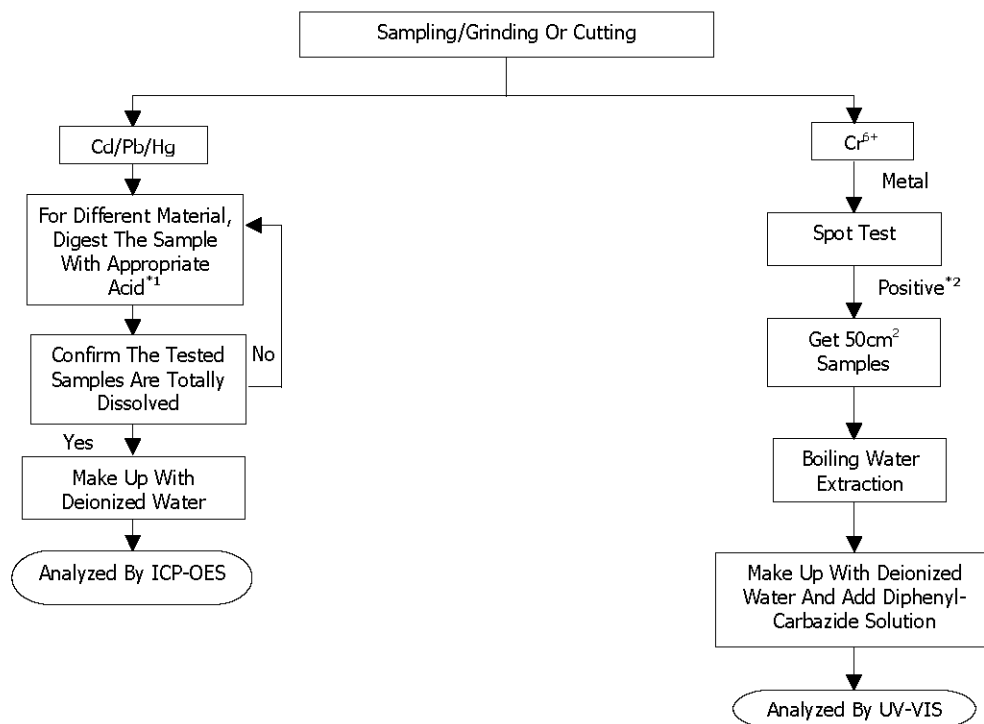 Sampling/Grinding Or Cutting
Cd/Pb/Hg
For Different Material,
Digest The Sample
With Appropriate
Acid*1
Confirm The Tested
Samples Are Totally
Dissolved
No
Yes
Make Up With
Deionized Water
Analyzed By ICP-OES
Cr6+
Metal
Spot Test
Positive*2
Get 50cm2
Samples
Boiling Water
Extraction
Make Up With Deionized
Water And Add Diphenyl-
Carbazide Solution
Analyzed By UV-VIS